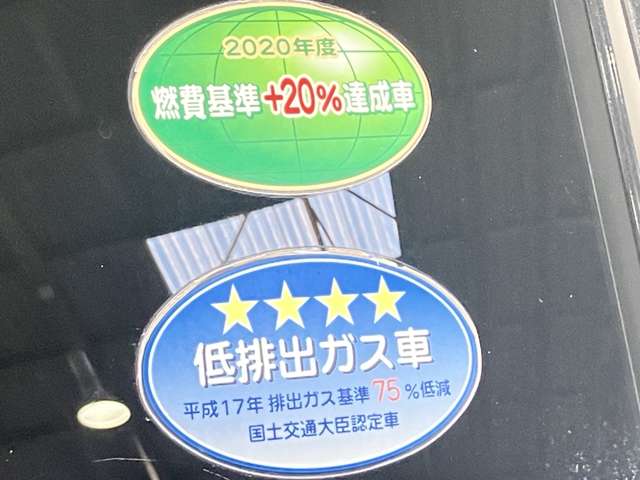 2020年度
燃費基準+20%達成車
★★★★
低排出ガス車
平成17年 排出ガス基準75%低減
国土交通大臣認定車